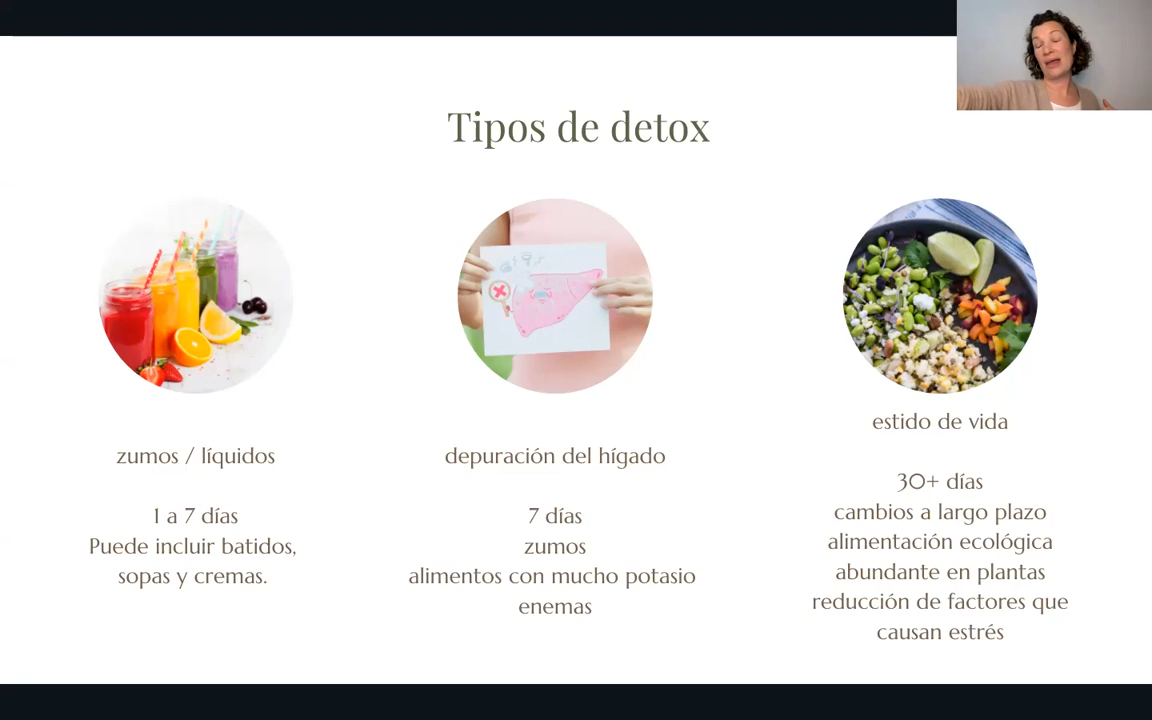 Tipos de detox
zumos / líquidos
1 a 7 días
Puede incluir batidos,
sopas y cremas.
depuración del hígado
7 días
zumos
alimentos con mucho potasio
enemas
estido de vida
30+ días
cambios a largo plazo
alimentación ecológica
abundante en plantas
reducción de factores que
causan estrés